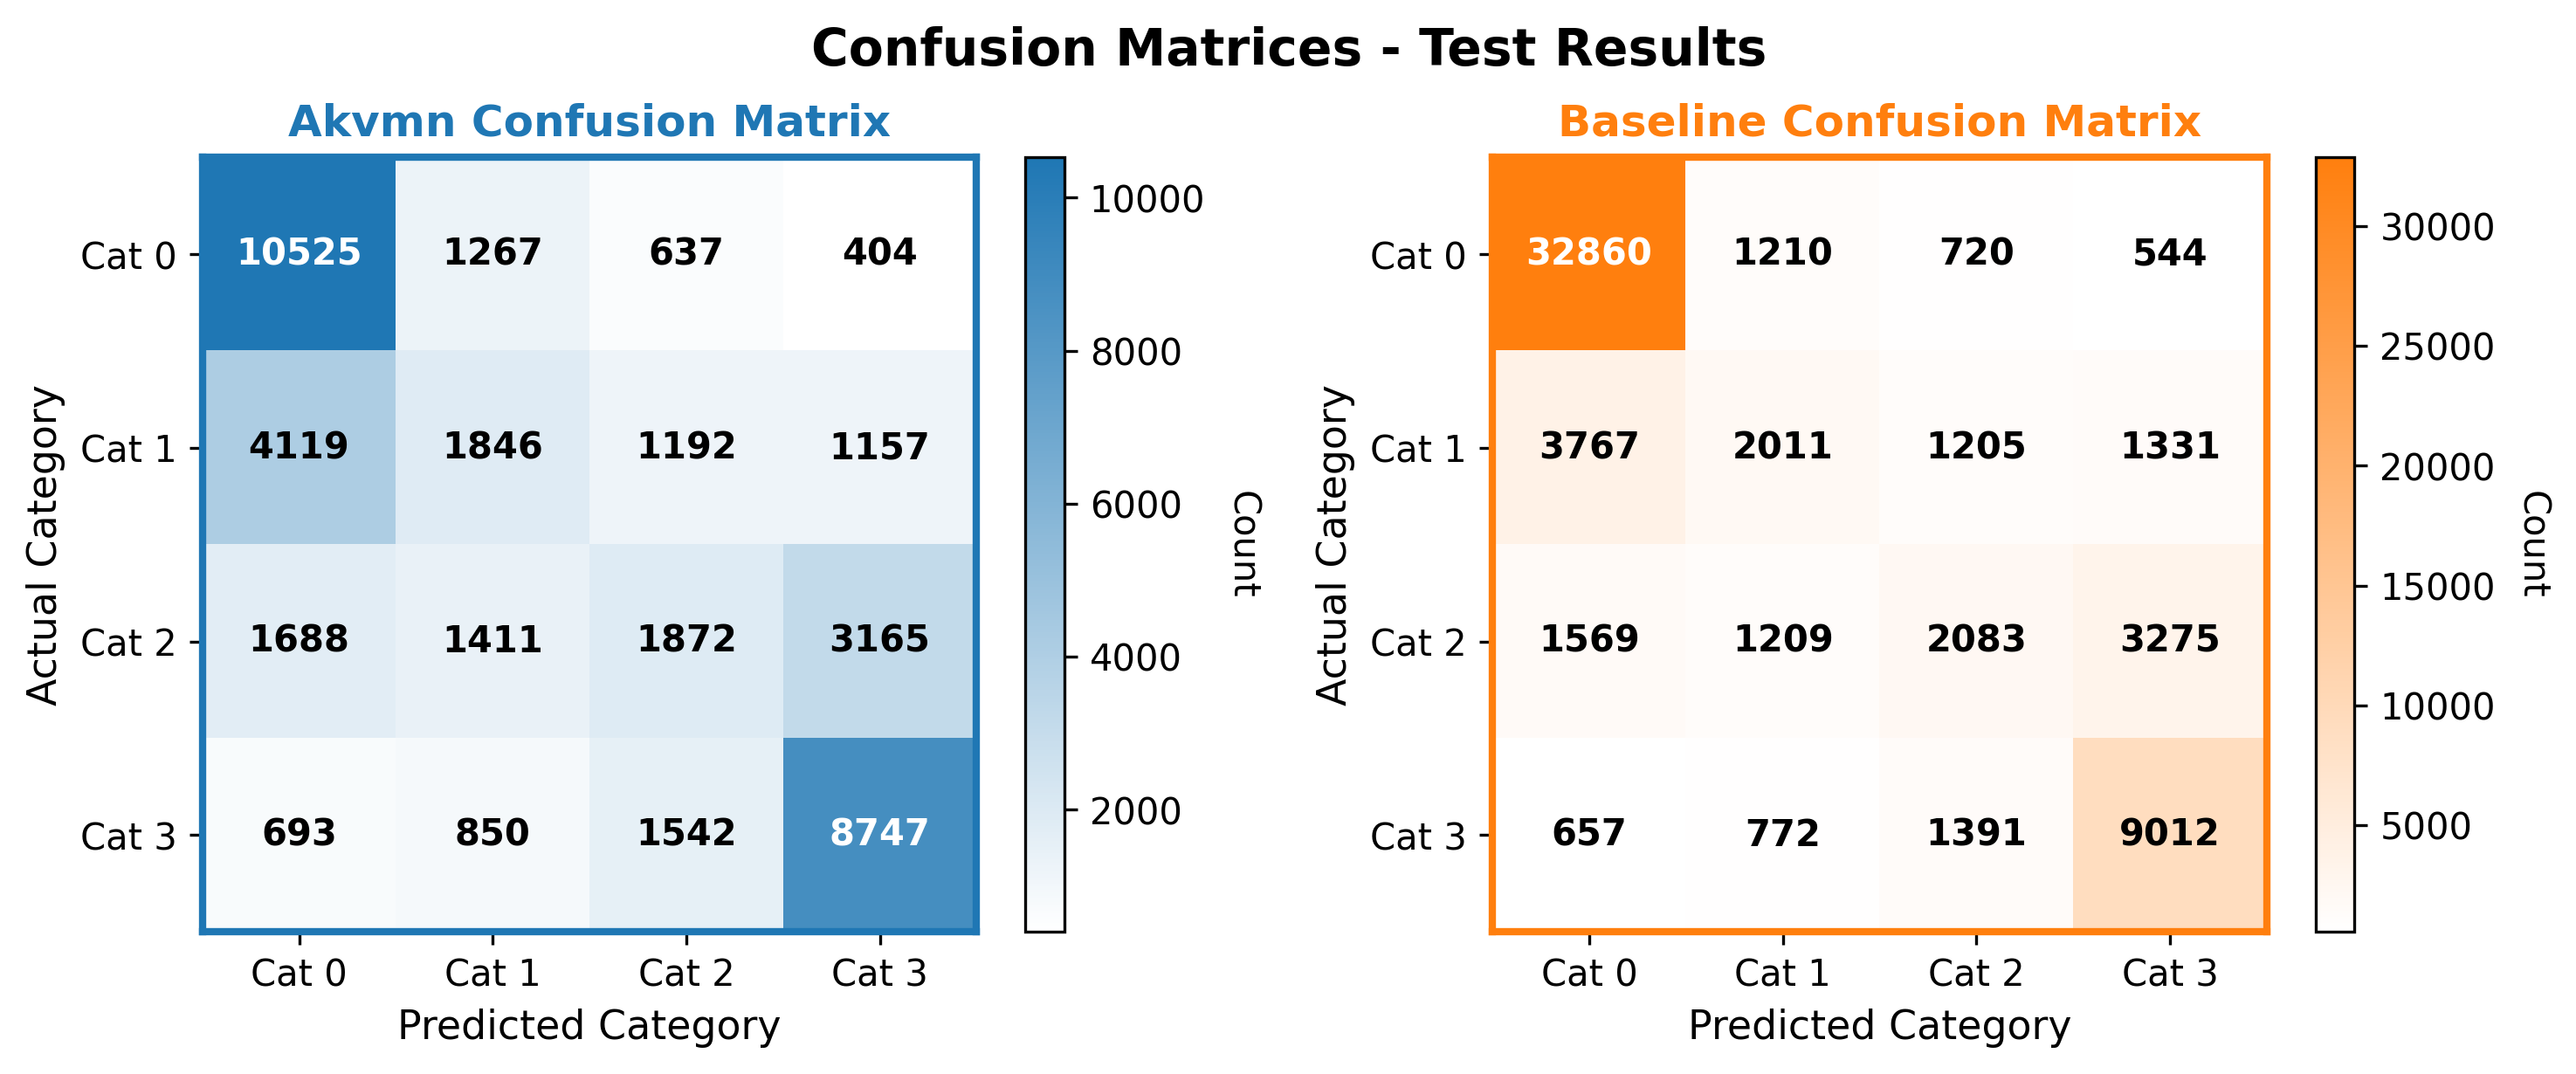 Confusion Matrices - Test Results
Akvmn Confusion Matrix
Actual Category
Cat 0 10525 1267 637 404
Cat 1 4119 1846 1192 1157
Cat 2 1688 1411 1872 3165
Cat 3 693 850 1542 8747
Cat 0 Cat 1 Cat 2 Cat 3
Predicted Category
10000
8000
6000
4000
2000
Count
Baseline Confusion Matrix
Actual Category
Cat 0 32860 1210 720 544
Cat 1 3767 2011 1205 1331
Cat 2 1569 1209 2083 3275
Cat 3 657 772 1391 9012
Cat 0 Cat 1 Cat 2 Cat 3
Predicted Category
30000
25000
20000
15000
10000
5000
Count